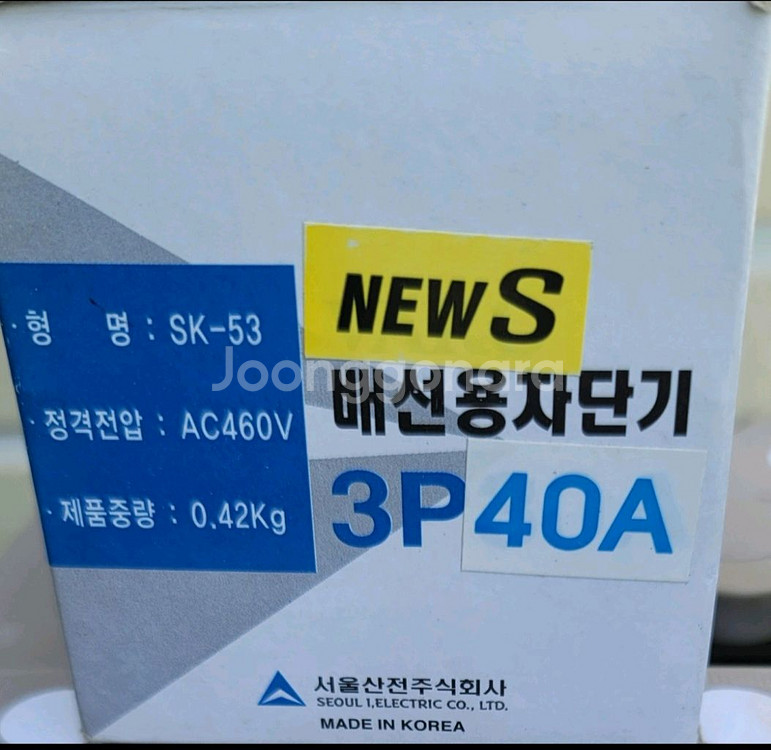 NEW S
· 형 명 : SK-53
Joonggonara
배선용차단기
· 정격전압 : AC460V
3P 40A
· 제품중량 : 0.42Kg
서울산전주식회사
SEOUL I,ELECTRIC CO., LTD.
MADE IN KOREA